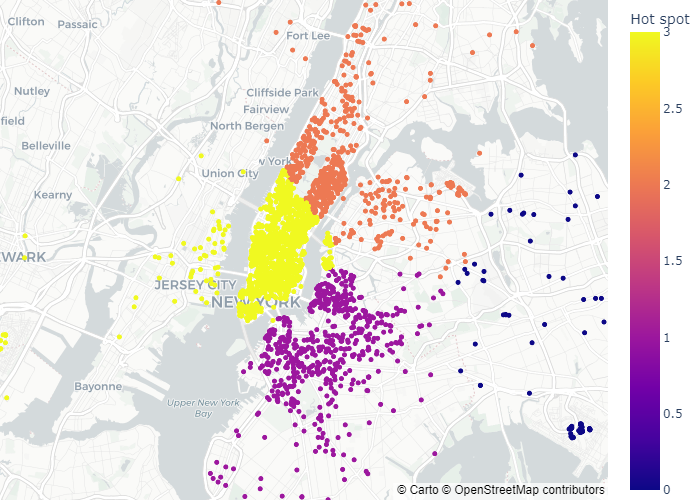 Clifton
Passaic
Hot spot
Fort Lee
3
Nutley
Cliffside Park
Fairview
2.5
field
North Bergen
Belleville
w York
Union City
2
Kearny
WARK
1.5
JERSEY CITY
NEW YORK
1
Bayonne
Upper New York
Bay
0.5
© Carto © OpenStreetMap contributors
0